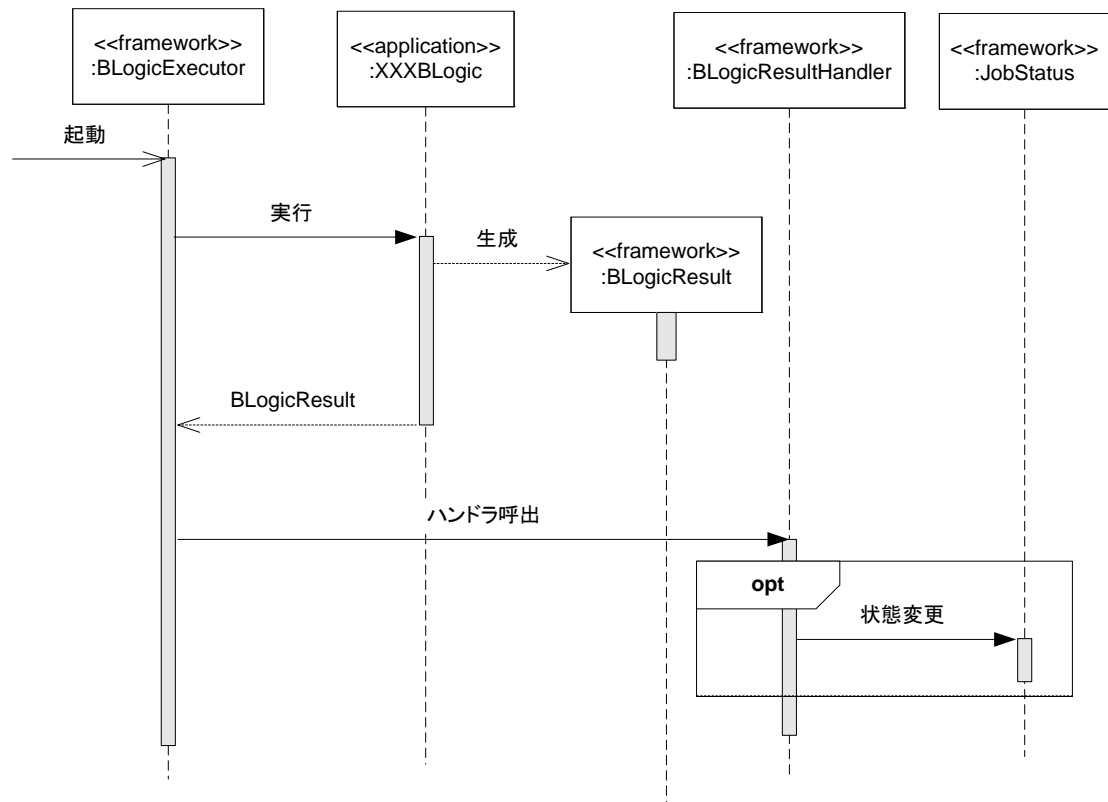 <<framework>>
:BLogicExecutor
<<application>>
:XXXBLogic
<<framework>>
:BLogicResultHandler
<<framework>>
:JobStatus
起動
実行
生成
<<framework>>
:BLogicResult
BLogicResult
ハンドラ呼出
opt
状態変更